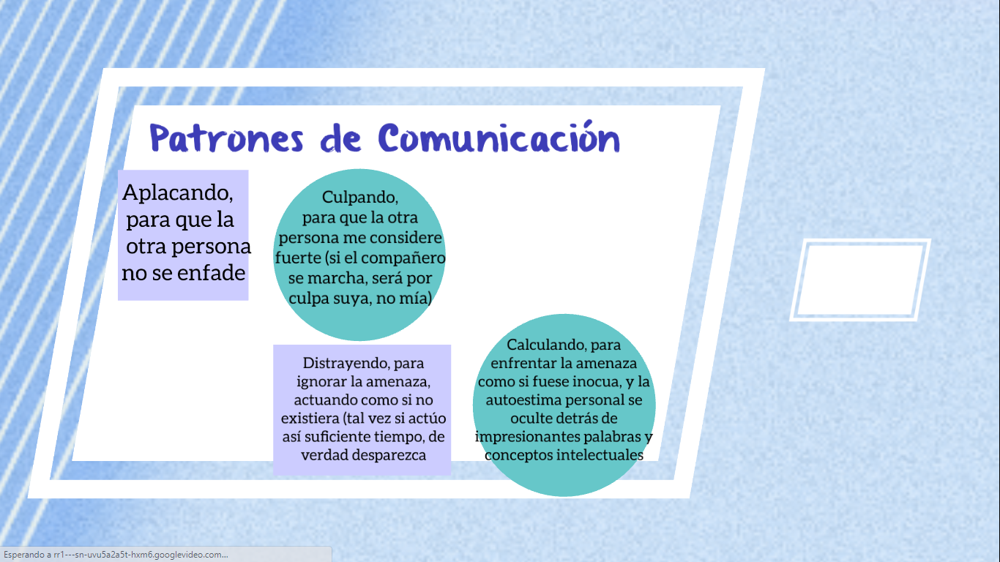 Patrones de Comunicación
Aplacando,
para que la
otra persona
no se enfade
Culpando,
para que la otra
persona me considere
fuerte (si el compañero
se marcha, será por
culpa suya, no mía)
Distrayendo, para
ignorar la amenaza,
actuando como si no
existiera (tal vez si actúo
así suficiente tiempo, de
verdad desparezca
Calculando, para
enfrentar la amenaza
como si fuese inocua, y la
autoestima personal se
oculte detrás de
impresionantes palabras y
conceptos intelectuales
Esperando a rr1---sn-uvu5a2a5t-hxm6.googlevideo.com...